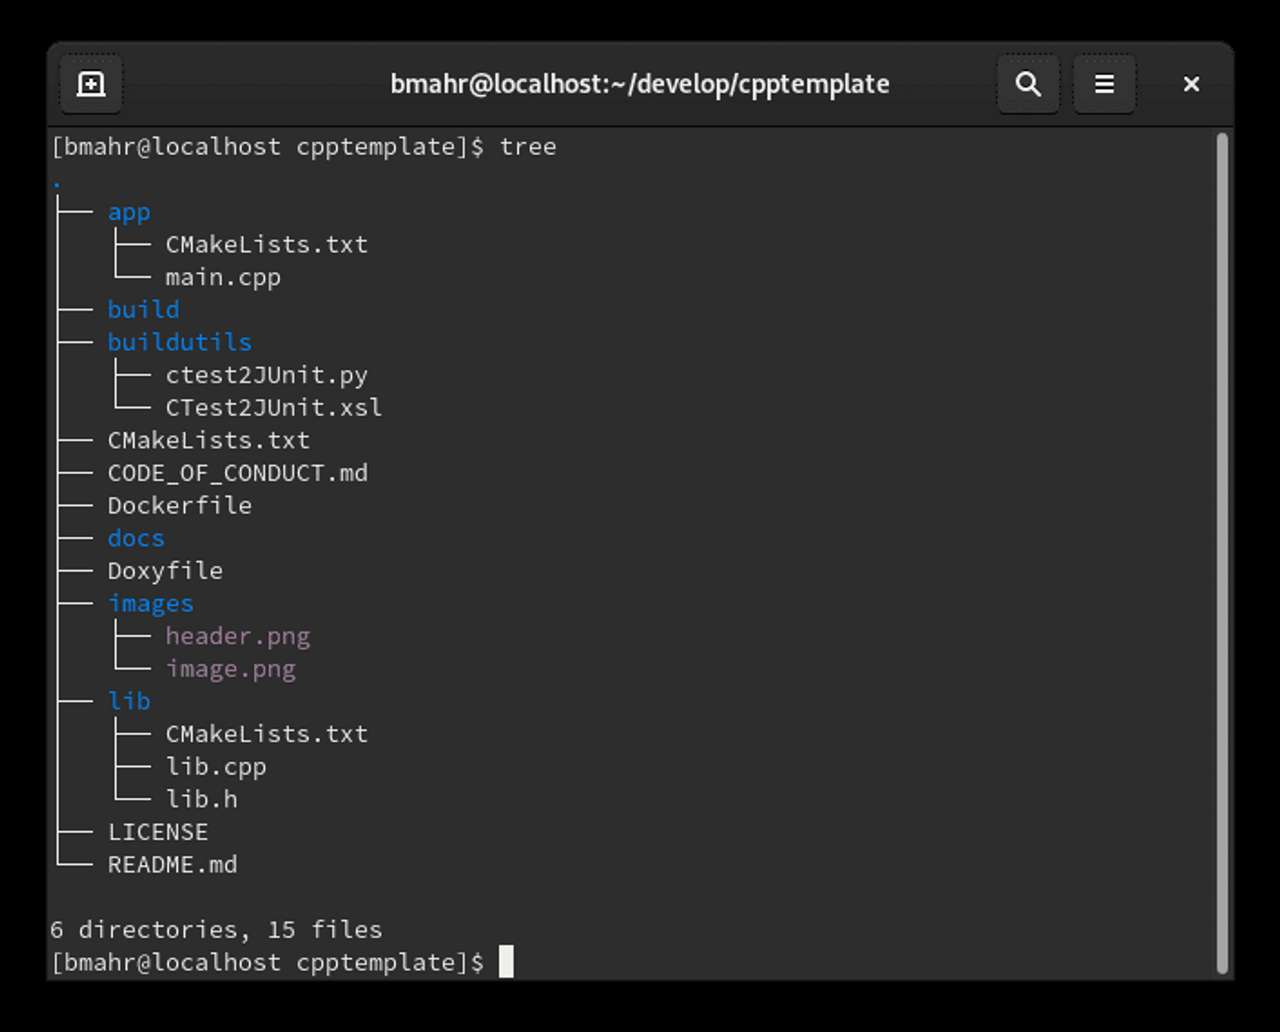 bmahr@localhost:~/develop/cpptemplate
[bmahr@localhost cpptemplate]$ tree
.
├── app
│   ├── CMakeLists.txt
│   └── main.cpp
├── build
├── buildutils
│   ├── ctest2JUnit.py
│   └── CTest2JUnit.xsl
├── CMakeLists.txt
├── CODE_OF_CONDUCT.md
├── Dockerfile
├── docs
├── Doxyfile
├── images
│   ├── header.png
│   └── image.png
├── lib
│   ├── CMakeLists.txt
│   ├── lib.cpp
│   └── lib.h
├── LICENSE
└── README.md
6 directories, 15 files
[bmahr@localhost cpptemplate]$